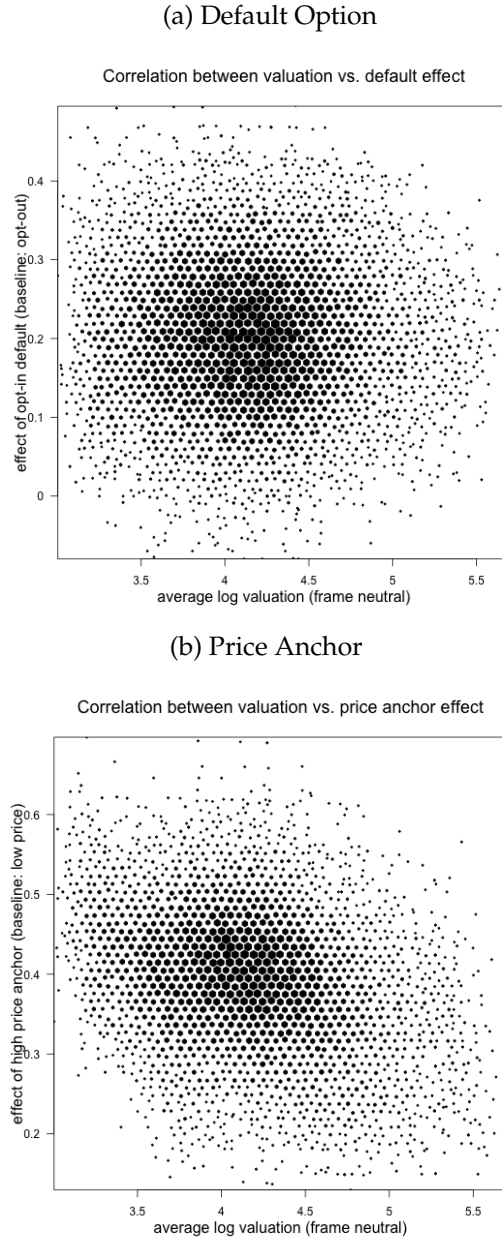 (a) Default Option
Correlation between valuation vs. default effect
effect of opt-in default (baseline: opt-out)
0.4
0.3
0.2
0.1
0
3.5 4 4.5 5 5.5
average log valuation (frame neutral)
(b) Price Anchor
Correlation between valuation vs. price anchor effect
effect of high price anchor (baseline: low price)
0.6
0.5
0.4
0.3
0.2
3.5 4 4.5 5 5.5
average log valuation (frame neutral)